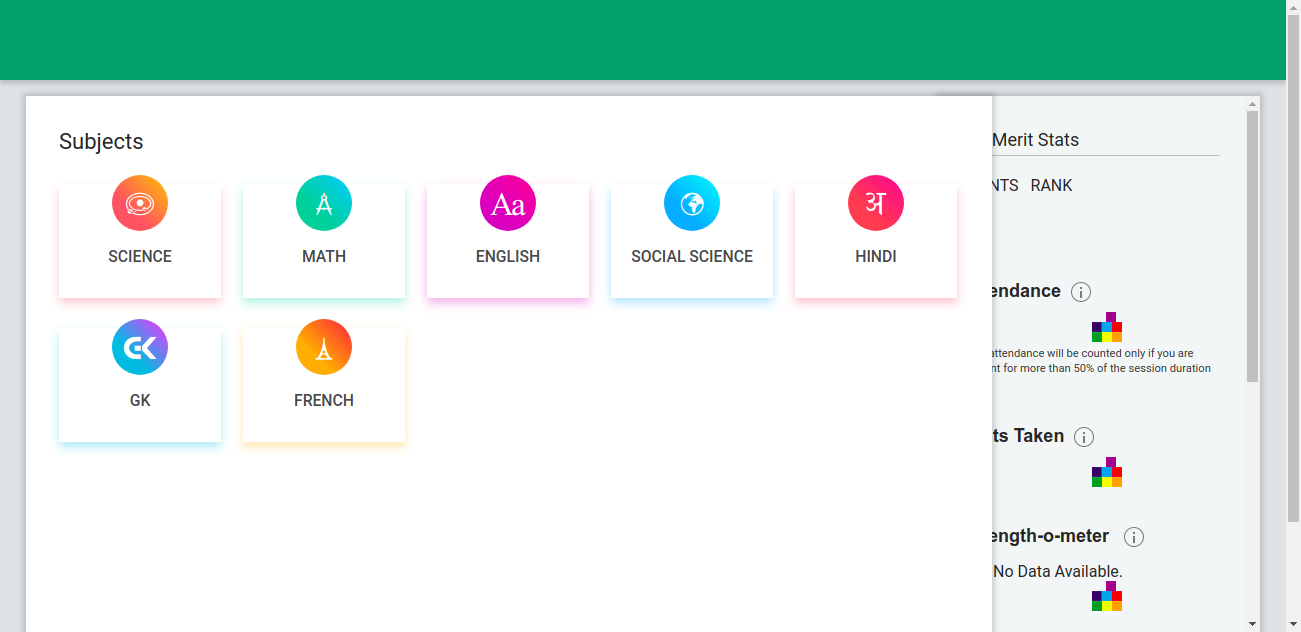 Subjects
Aa
अ
SCIENCE
MATH
ENGLISH
SOCIAL SCIENCE
HINDI
GK
GK
FRENCH
Merit Stats
NTS RANK
endance
attendance will be counted only if you are
nt for more than 50% of the session duration
ts Taken
ength-o-meter
No Data Available.